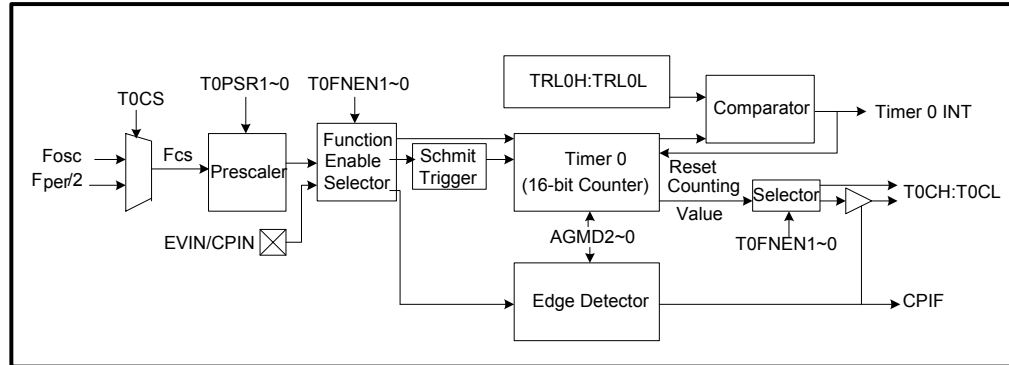 TRL0H:TRL0L
T0PSR1~0
T0FNEN1~0
T0CS
Comparator
Timer 0 INT
Function
Enable
Selector
Fosc
Fcs
Schmit
Trigger
Timer 0
(16-bit Counter)
Reset
Counting
Value
Fper/2
Prescaler
Selector
T0CH:T0CL
EVIN/CPIN
AGMD2~0
T0FNEN1~0
Edge Detector
CPIF